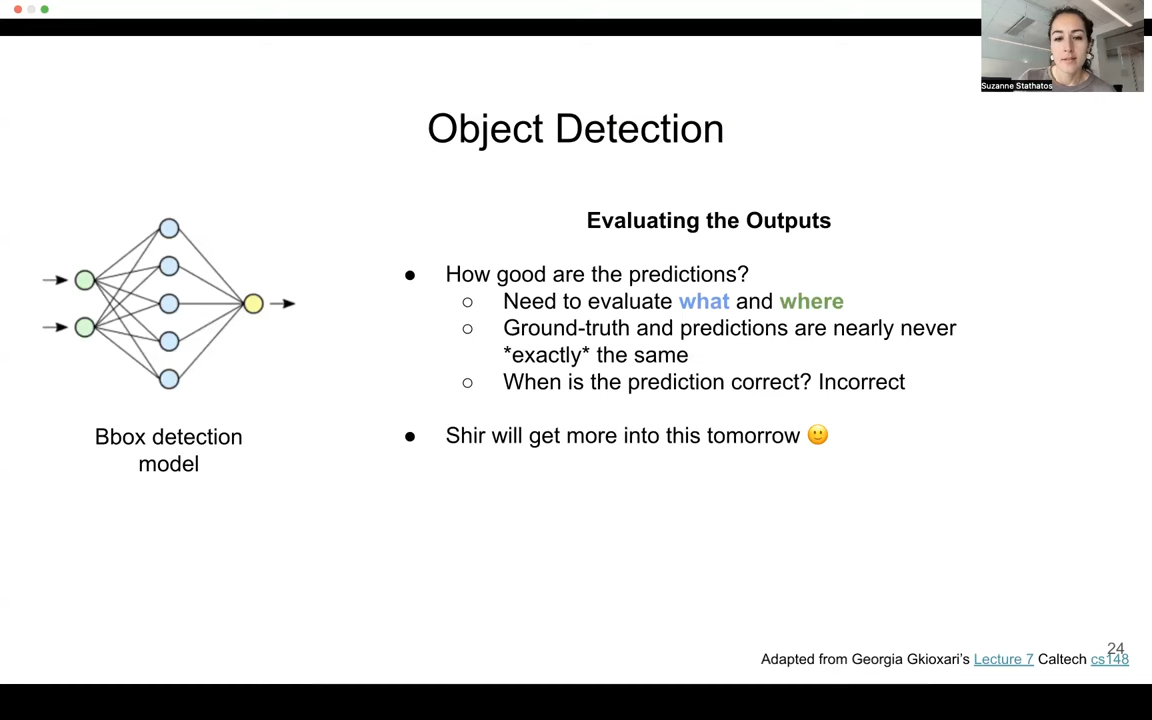 Suzanne Stathatos
Object Detection
Evaluating the Outputs
● How good are the predictions?
○ Need to evaluate what and where
○ Ground-truth and predictions are nearly never
*exactly* the same
○ When is the prediction correct? Incorrect
● Shir will get more into this tomorrow 🙂
Bbox detection
model
24
Adapted from Georgia Gkioxari's Lecture 7 Caltech cs148